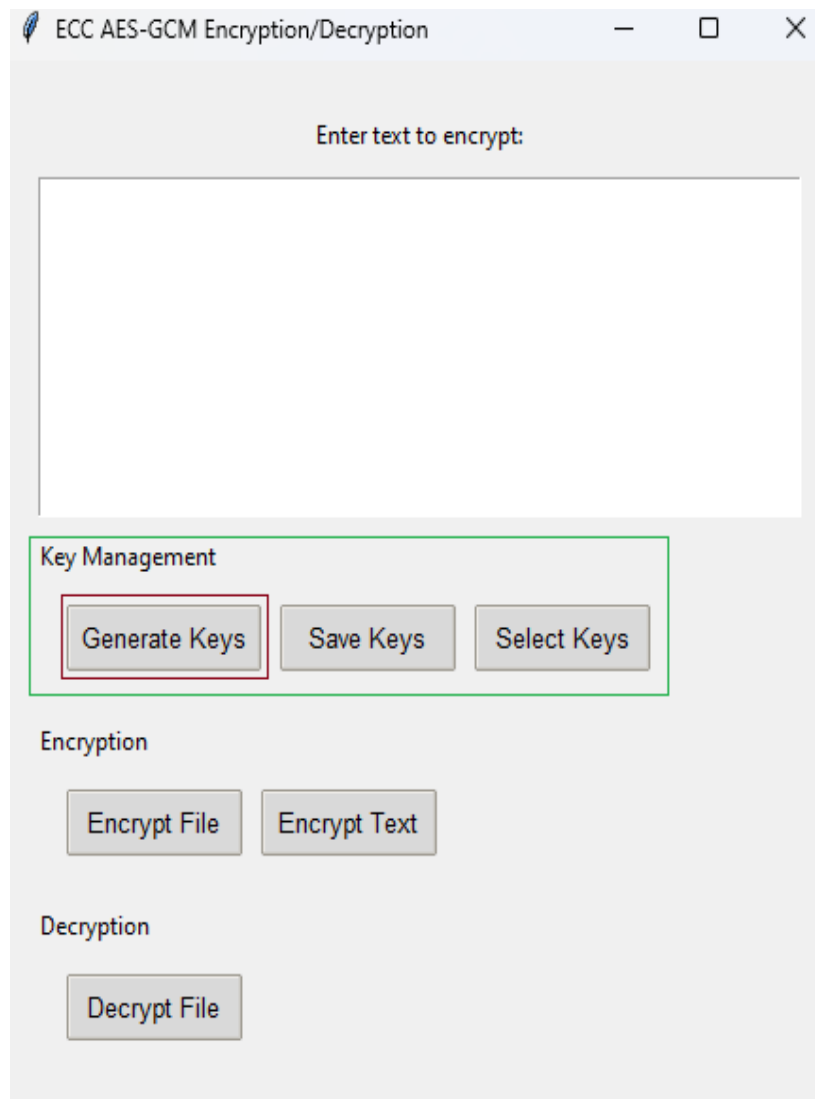 ECC AES-GCM Encryption/Decryption
Enter text to encrypt:
Key Management
Generate Keys Save Keys Select Keys
Encryption
Encrypt File Encrypt Text
Decryption
Decrypt File